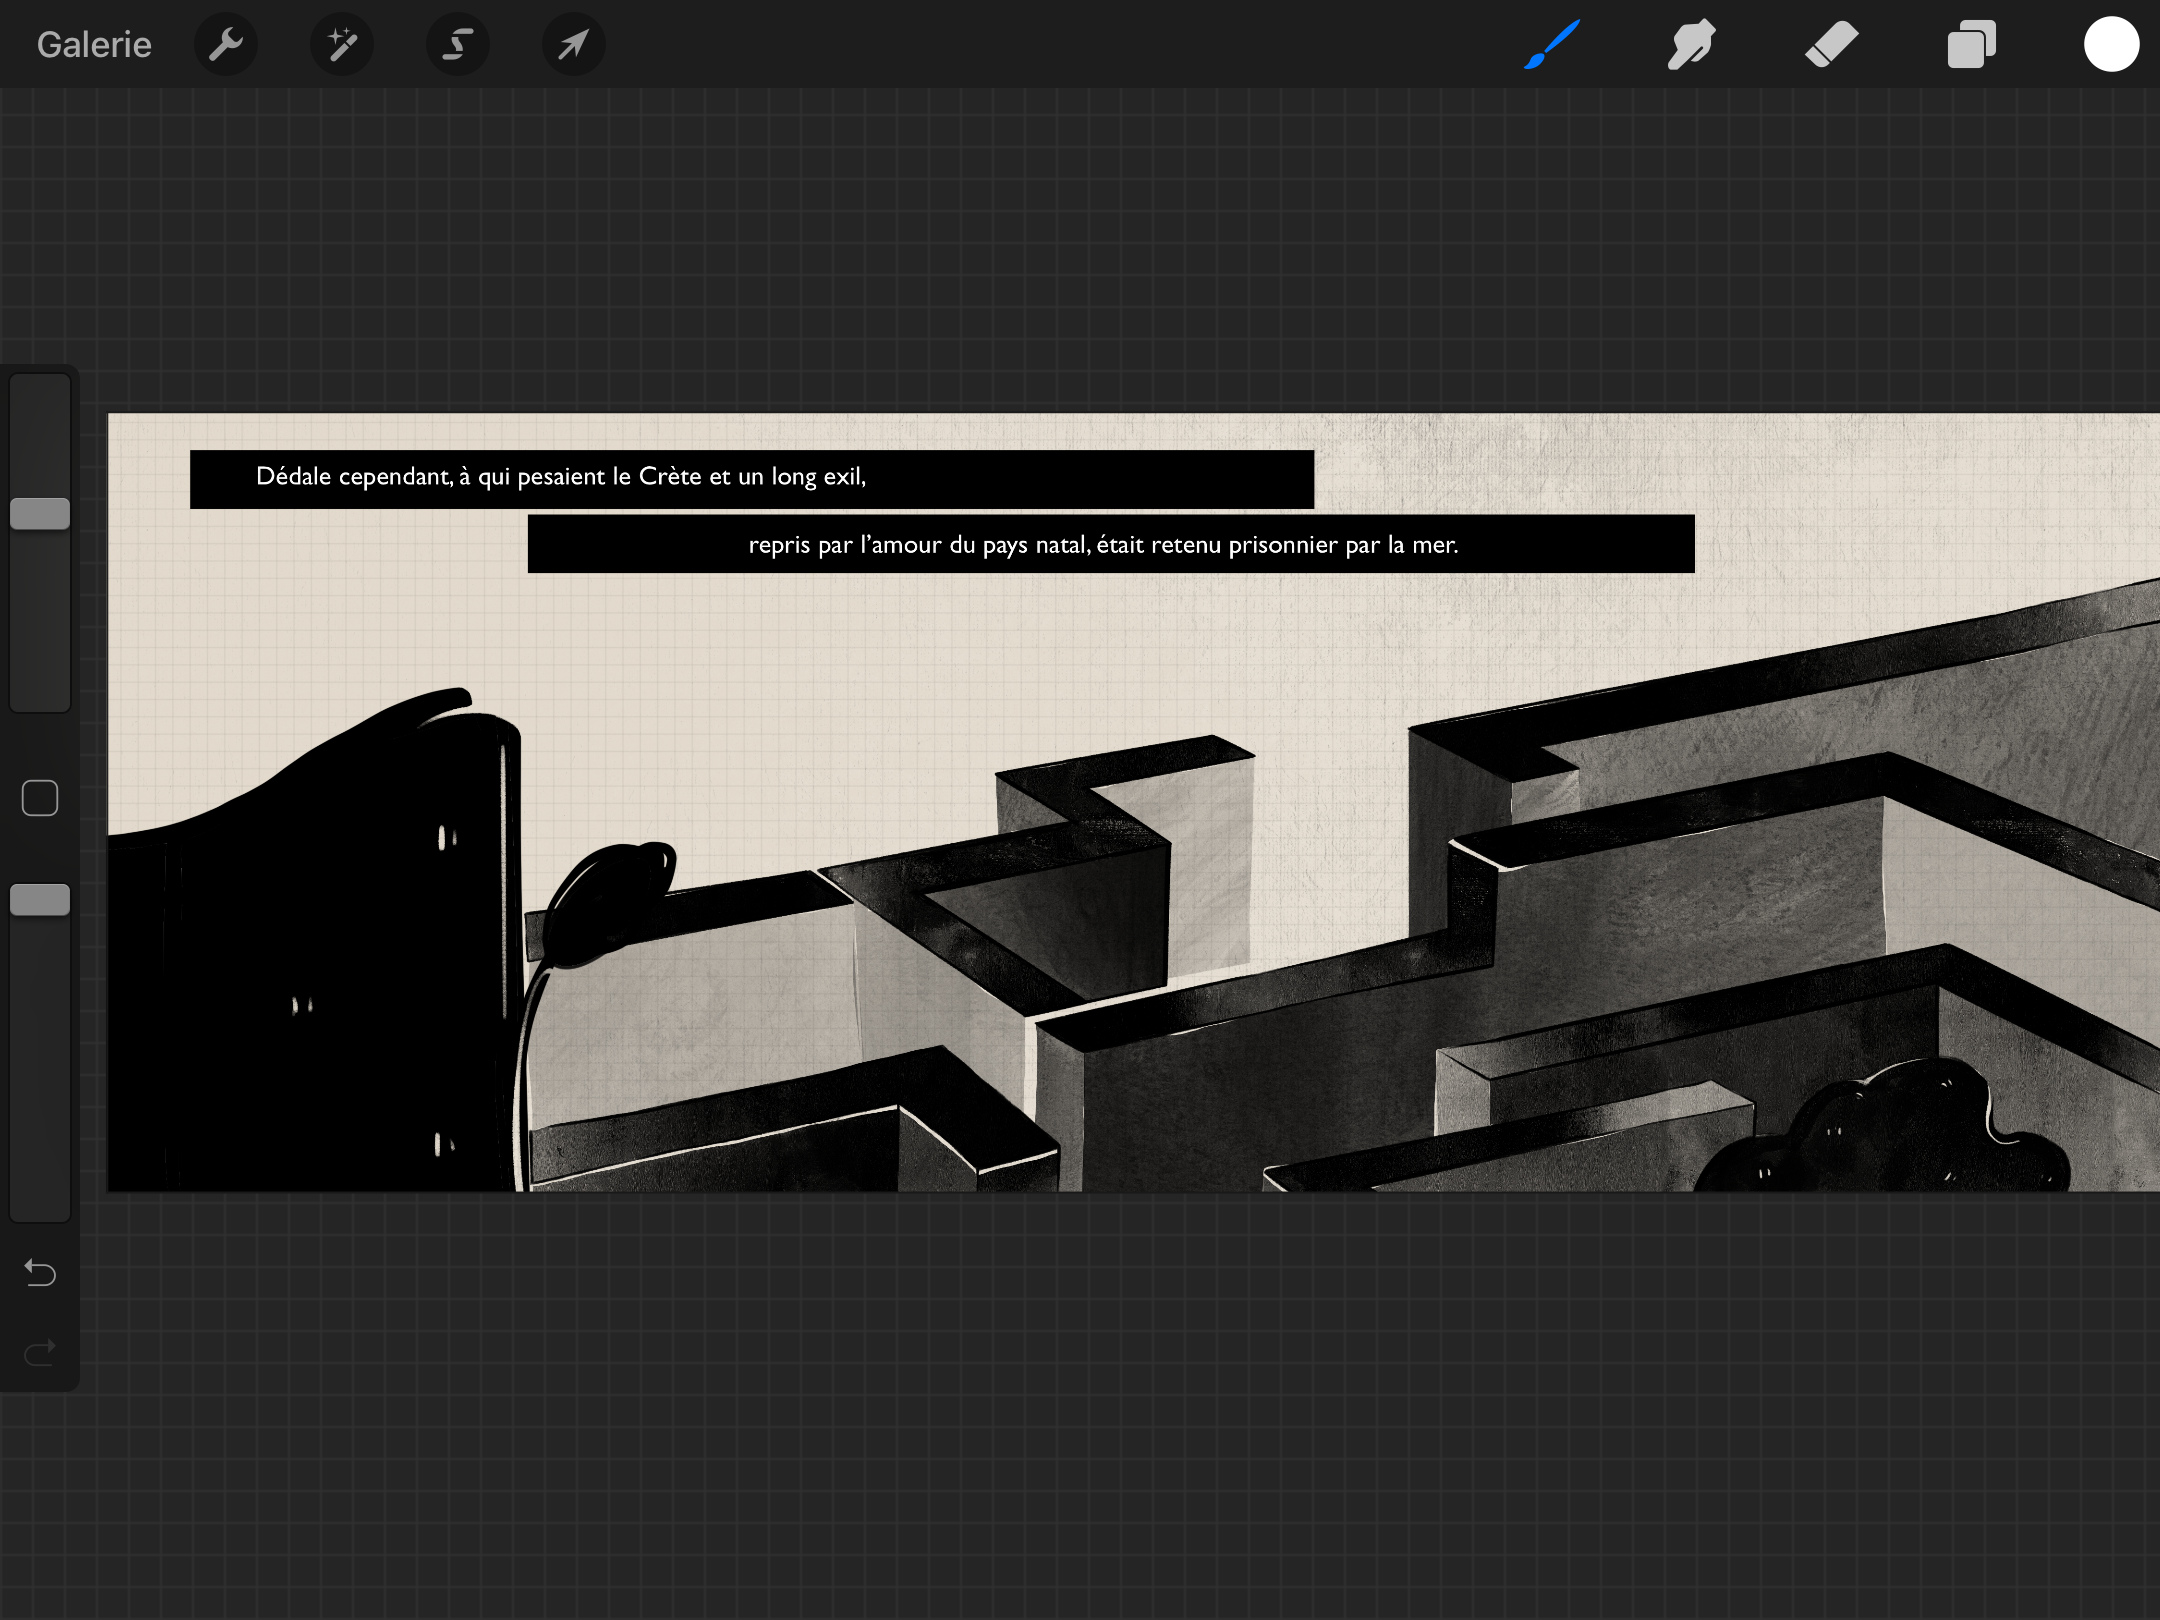 Galerie
Dédale cependant, à qui pesaient le Crète et un long exil,
repris par l’amour du pays natal, était retenu prisonnier par la mer.